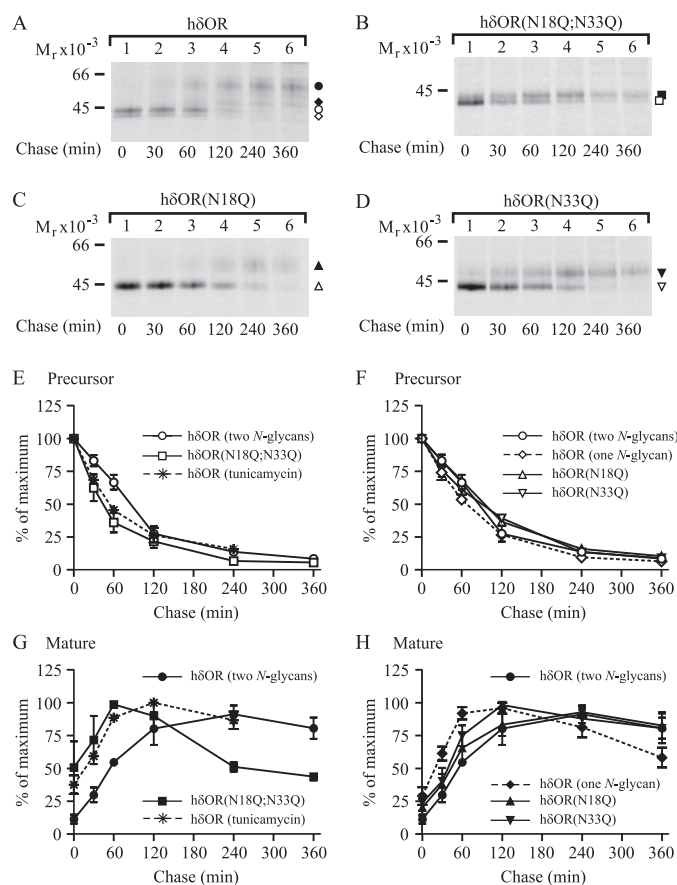 A hδOR
Mr x10-3 1 2 3 4 5 6
66
45
Chase (min) 0 30 60 120 240 360
B hδOR(N18Q;N33Q)
Mr x10-3 1 2 3 4 5 6
45
Chase (min) 0 30 60 120 240 360
C hδOR(N18Q)
Mr x10-3 1 2 3 4 5 6
66
45
Chase (min) 0 30 60 120 240 360
D hδOR(N33Q)
Mr x10-3 1 2 3 4 5 6
66
45
Chase (min) 0 30 60 120 240 360
E Precursor
% of maximum
125
100
75
50
25
0
hδOR (two N-glycans)
hδOR(N18Q;N33Q)
hδOR (tunicamycin)
0 60 120 180 240 300 360
Chase (min)
F Precursor
% of maximum
125
100
75
50
25
0
hδOR (two N-glycans)
hδOR (one N-glycan)
hδOR(N18Q)
hδOR(N33Q)
0 60 120 180 240 300 360
Chase (min)
G Mature
% of maximum
125
100
75
50
25
0
hδOR (two N-glycans)
hδOR(N18Q;N33Q)
hδOR (tunicamycin)
0 60 120 180 240 300 360
Chase (min)
H Mature
% of maximum
125
100
75
50
25
0
hδOR (two N-glycans)
hδOR (one N-glycan)
hδOR(N18Q)
hδOR(N33Q)
0 60 120 180 240 300 360
Chase (min)